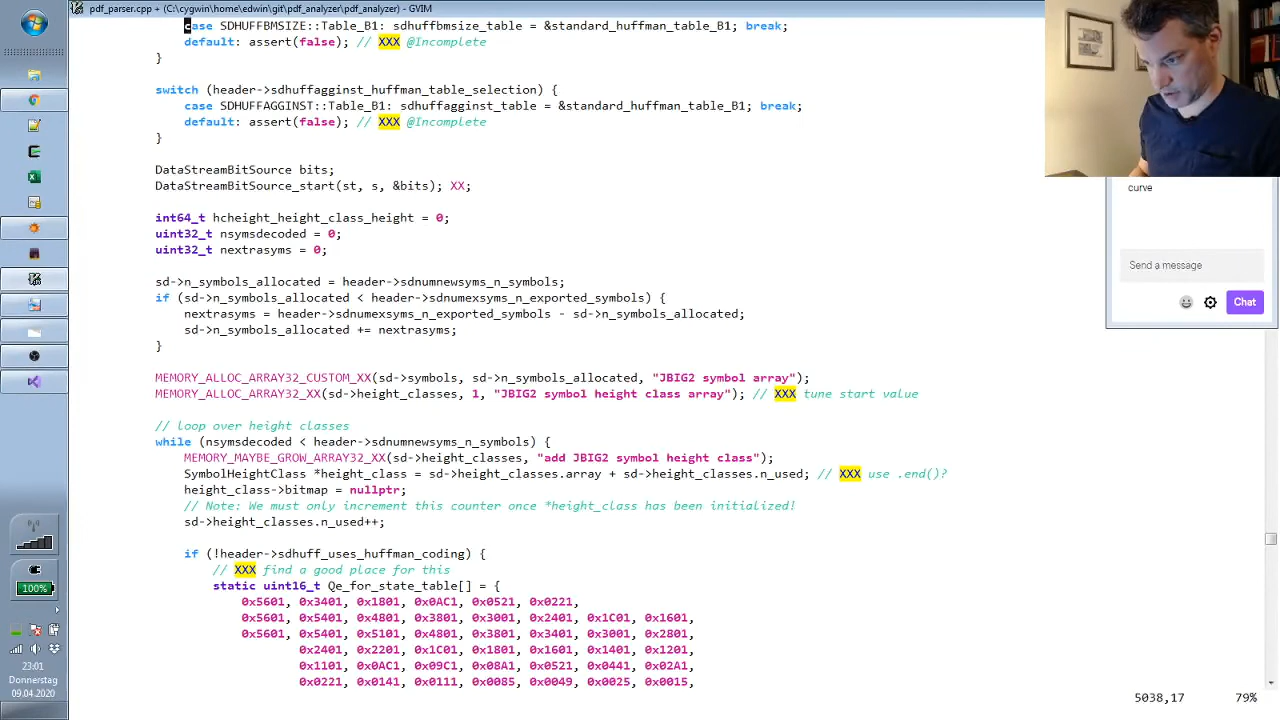 pdf_parser.cpp + (C:\cygwin\home\edwin\git\pdf_analyzer\pdf_analyzer) - GVIM
case SDHUFFBMSIZE::Table_B1: sdhuffbmsize_table = &standard_huffman_table_B1; break;
default: assert(false); // XXX @Incomplete
}
switch (header->sdhuffagginst_huffman_table_selection) {
case SDHUFFAGGINST::Table_B1: sdhuffagginst_table = &standard_huffman_table_B1; break;
default: assert(false); // XXX @Incomplete
}
DataStreamBitSource bits;
DataStreamBitSource_start(st, s, &bits); XX;
int64_t hcheight_height_class_height = 0;
uint32_t nsymsdecoded = 0;
uint32_t nextrasyms = 0;
sd->n_symbols_allocated = header->sdnumnewsyms_n_symbols;
if (sd->n_symbols_allocated < header->sdnumexsyms_n_exported_symbols) {
nextrasyms = header->sdnumexsyms_n_exported_symbols - sd->n_symbols_allocated;
sd->n_symbols_allocated += nextrasyms;
}
MEMORY_ALLOC_ARRAY32_CUSTOM_XX(sd->symbols, sd->n_symbols_allocated, "JBIG2 symbol array");
MEMORY_ALLOC_ARRAY32_XX(sd->height_classes, 1, "JBIG2 symbol height class array"); // XXX tune start value
// loop over height classes
while (nsymsdecoded < header->sdnumnewsyms_n_symbols) {
MEMORY_MAYBE_GROW_ARRAY32_XX(sd->height_classes, "add JBIG2 symbol height class");
SymbolHeightClass *height_class = sd->height_classes.array + sd->height_classes.n_used; // XXX use .end()?
height_class->bitmap = nullptr;
// Note: We must only increment this counter once *height_class has been initialized!
sd->height_classes.n_used++;
if (!header->sdhuff_uses_huffman_coding) {
// XXX find a good place for this
static uint16_t Qe_for_state_table[] = {
0x5601, 0x3401, 0x1801, 0x0AC1, 0x0521, 0x0221,
0x5601, 0x5401, 0x4801, 0x3801, 0x3001, 0x2401, 0x1C01, 0x1601,
0x5601, 0x5401, 0x5101, 0x4801, 0x3801, 0x3401, 0x3001, 0x2801,
0x2401, 0x2201, 0x1C01, 0x1801, 0x1601, 0x1401, 0x1201,
0x1101, 0x0AC1, 0x09C1, 0x08A1, 0x0521, 0x0441, 0x02A1,
0x0221, 0x0141, 0x0111, 0x0085, 0x0049, 0x0025, 0x0015,
5038,17 79%
curve
Send a message
Chat
100%
23:01
Donnerstag
09.04.2020